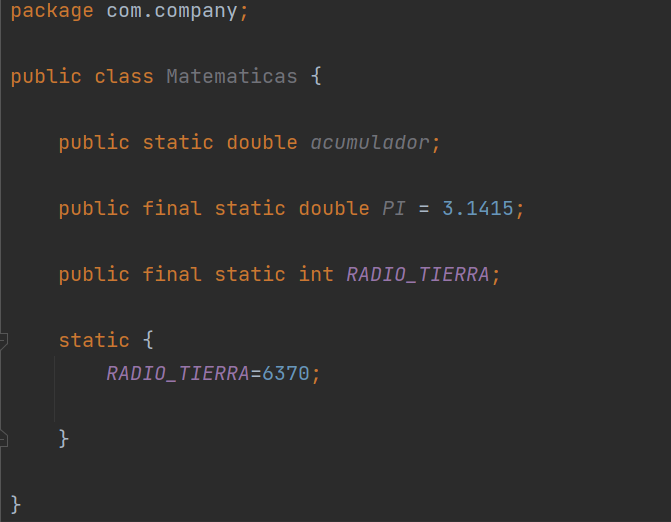 package com.company;
public class Matematicas {
public static double acumulador;
public final static double PI = 3.1415;
public final static int RADIO_TIERRA;
static {
RADIO_TIERRA=6370;
}
}